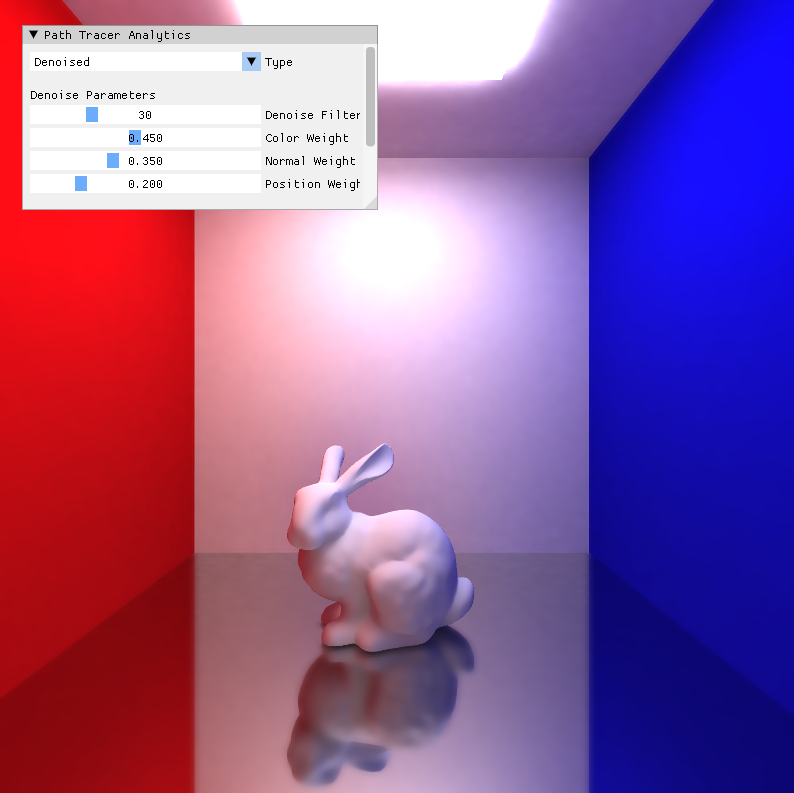 Path Tracer Analytics
Denoised Type
Denoise Parameters
30 Denoise Filter
0.450 Color Weight
0.350 Normal Weight
0.200 Position Weigh